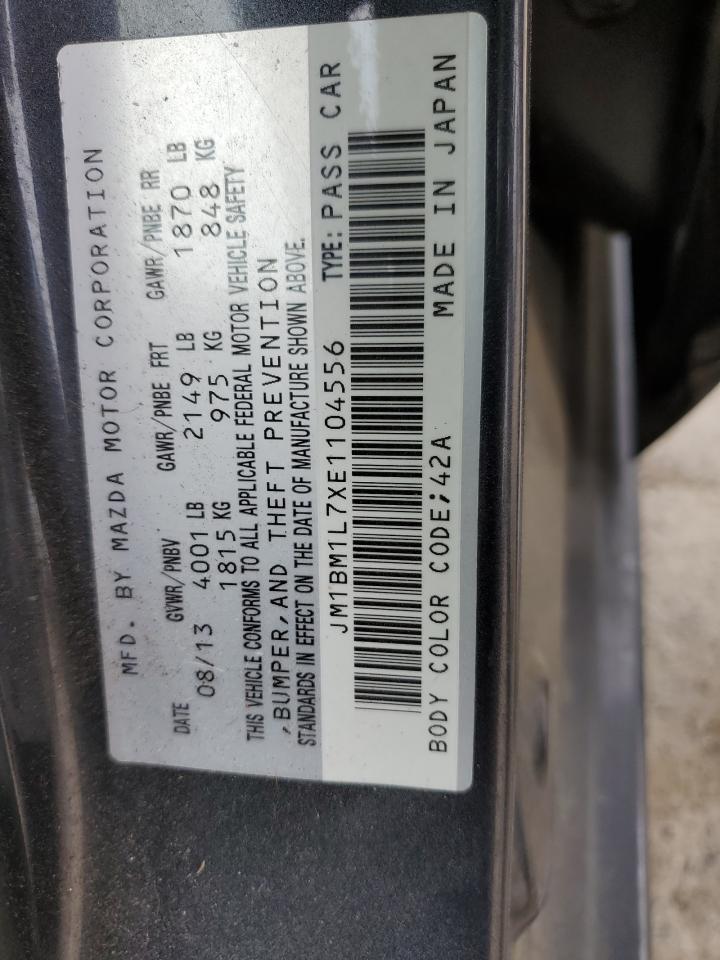 MFD. BY MAZDA MOTOR CORPORATION
DATE GVWR/PNBV GAWR/PNBE FRT GAWR/PNBE RR
08/13 4001 LB 2149 LB 1870 LB
1815 KG 975 KG 848 KG
THIS VEHICLE CONFORMS TO ALL APPLICABLE FEDERAL MOTOR VEHICLE SAFETY
,BUMPER,AND THEFT PREVENTION
STANDARDS IN EFFECT ON THE DATE OF MANUFACTURE SHOWN ABOVE.
JM1BM1L7XE1104556 TYPE: PASS CAR
BODY COLOR CODE;42A MADE IN JAPAN